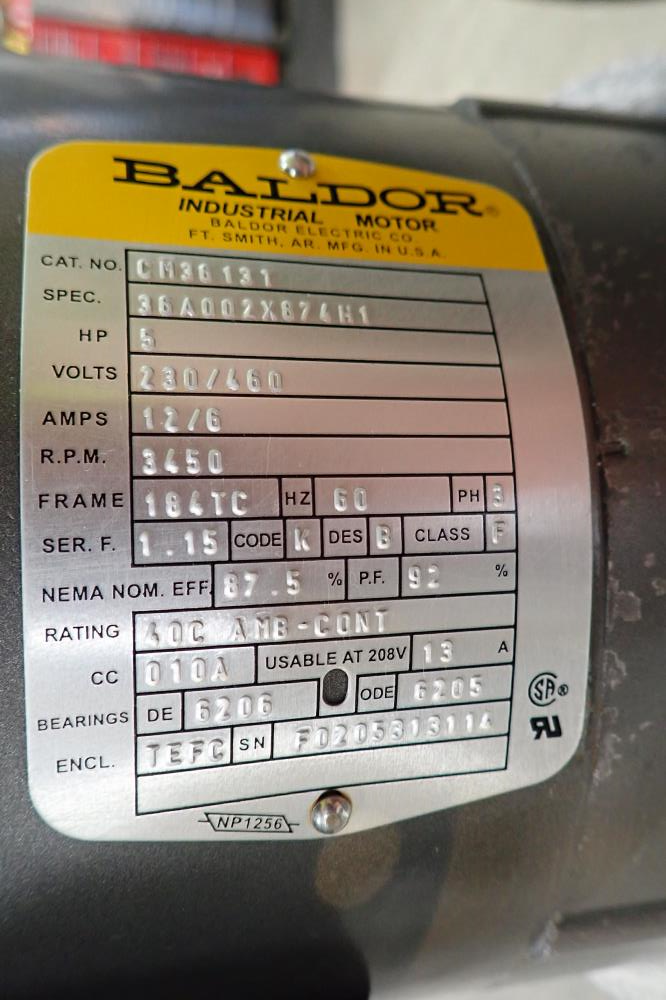 BALDOR®
INDUSTRIAL MOTOR
BALDOR ELECTRIC CO.
FT. SMITH, AR. MFG. IN U.S.A.
CAT. NO. CM36131
SPEC. 36A002X874H1
HP 5
VOLTS 230/460
AMPS 12/6
R.P.M. 3450
FRAME 184TC HZ 60 PH 3
SER. F. 1.15 CODE K DES B CLASS F
NEMA NOM. EFF. 87.5 % P.F. 92 %
RATING 40C AMB-CONT
CC 010A USABLE AT 208V 13 A
BEARINGS DE 6206 ODE 6205
ENCL. TEFC SN F0205313114
SA®
RU
NP1256